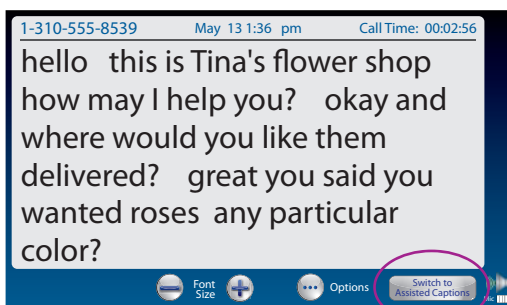 1-310-555-8539 May 13 1:36 pm Call Time: 00:02:56
hello this is Tina's flower shop
how may I help you? okay and
where would you like them
delivered? great you said you
wanted roses any particular
color?
Font
Size
Options
Switch to
Assisted Captions